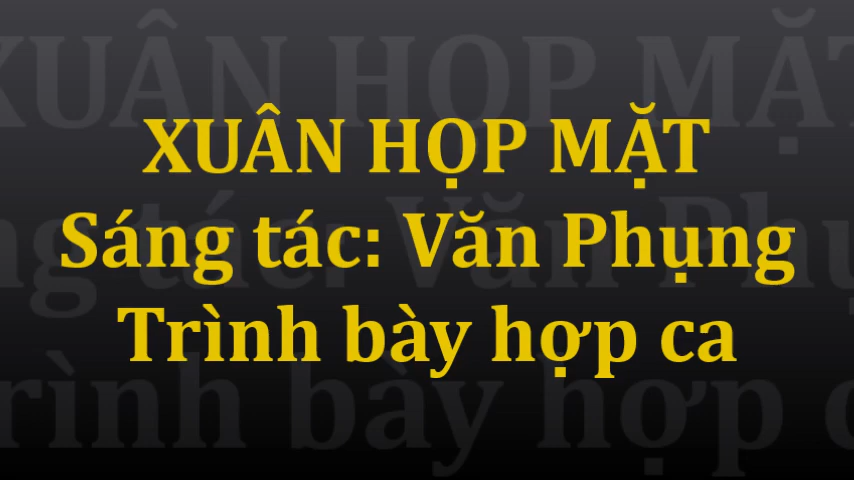 XUÂN HỌP MẶT
Sáng tác: Văn Phụng
Trình bày hợp ca